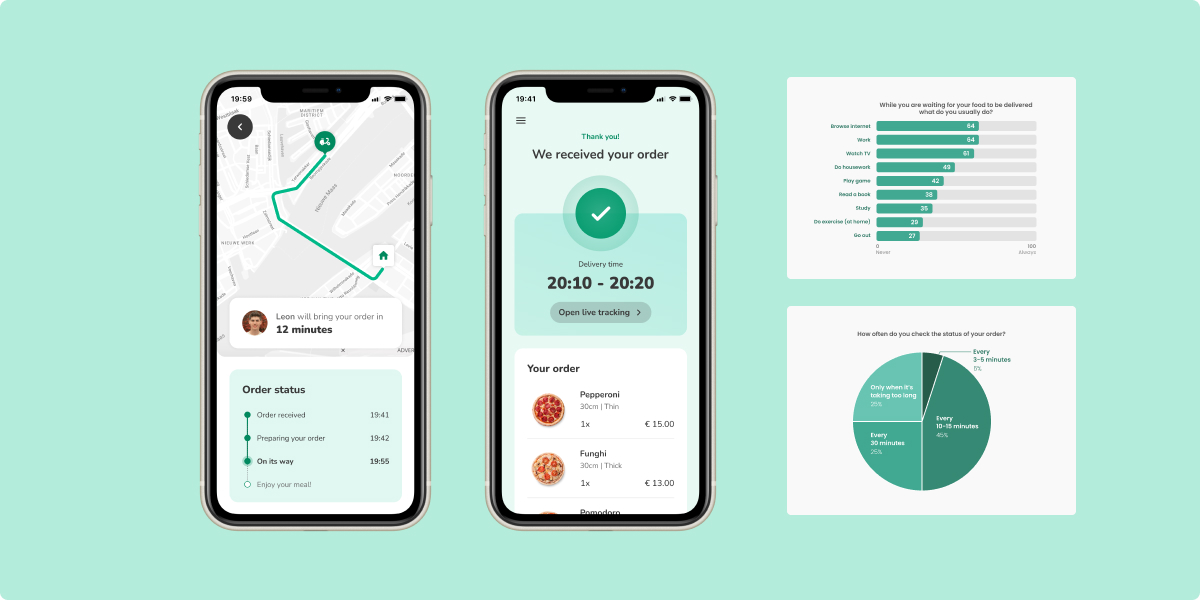 19:59
MARITIEM
DISTRICT
Nieuwe Maas
NIEUWE WERK
Leon will bring your order in
12 minutes
ADVER
Order status
Order received 19:41
Preparing your order 19:42
On its way 19:55
Enjoy your meal!
19:41
Thank you!
We received your order
Delivery time
20:10 - 20:20
Open live tracking
Your order
Pepperoni
30cm | Thin
1x € 15.00
Funghi
30cm | Thick
1x € 13.00
Pomodoro
While you are waiting for your food to be delivered
what do you usually do?
Browse internet 64
Work 64
Watch TV 61
Do housework 49
Play game 42
Read a book 38
Study 35
Do exercise (at home) 29
Go out 27
0 100
Never Always
How often do you check the status of your order?
Every
3-5 minutes
5%
Only when it's
taking too long
25%
Every
10-15 minutes
45%
Every
30 minutes
25%